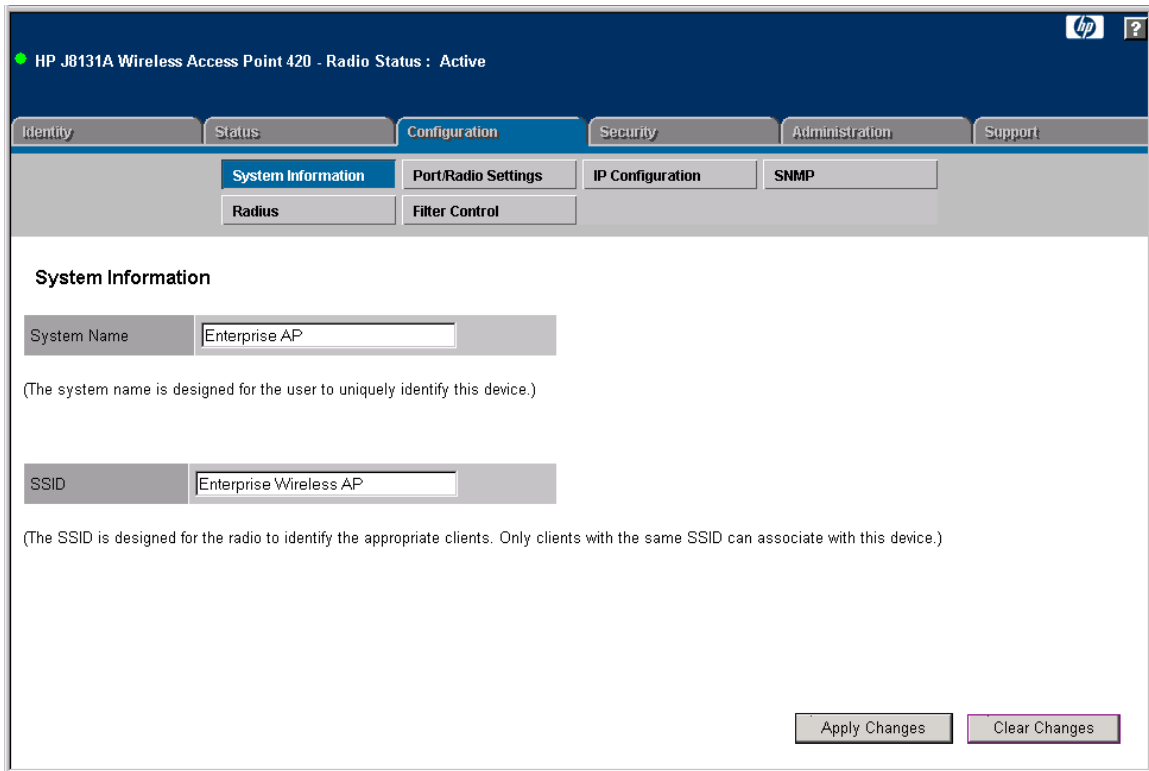 hp ?
HP J8131A Wireless Access Point 420 - Radio Status : Active
Identity Status Configuration Security Administration Support
System Information Port/Radio Settings IP Configuration SNMP
Radius Filter Control
System Information
System Name Enterprise AP
(The system name is designed for the user to uniquely identify this device.)
SSID Enterprise Wireless AP
(The SSID is designed for the radio to identify the appropriate clients. Only clients with the same SSID can associate with this device.)
Apply Changes Clear Changes